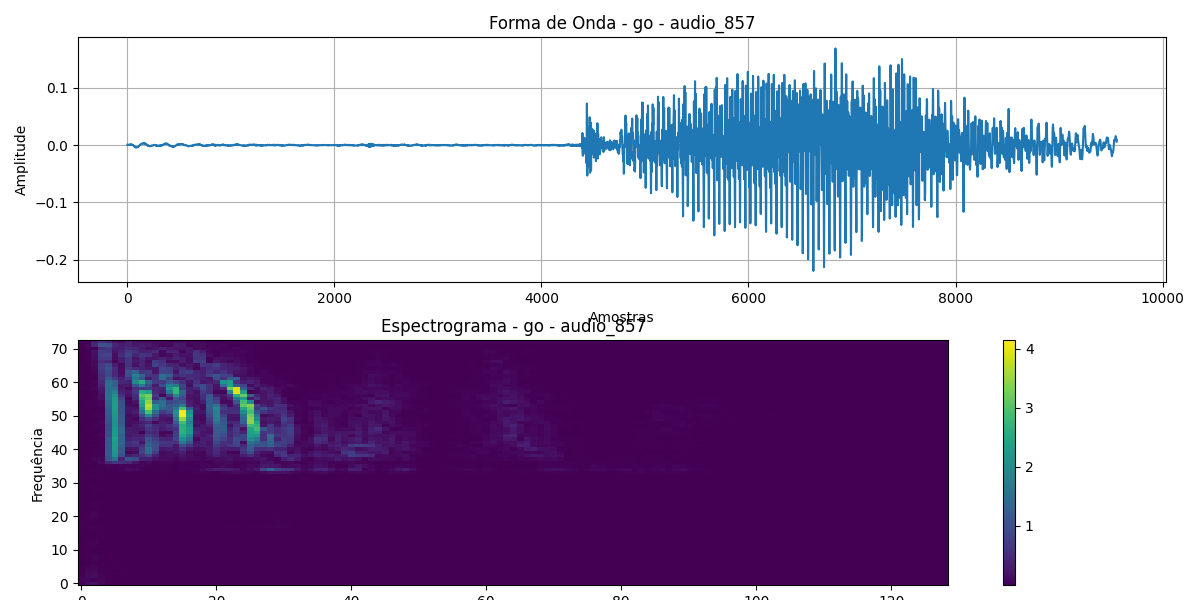 Forma de Onda - go - audio_857
Amplitude
0.1
0.0
−0.1
−0.2
0 2000 4000 6000 8000 10000
Amostras
Espectrograma - go - audio_857
Frequência
70
60
50
40
30
20
10
0
0 20 40 60 80 100 120
4
3
2
1